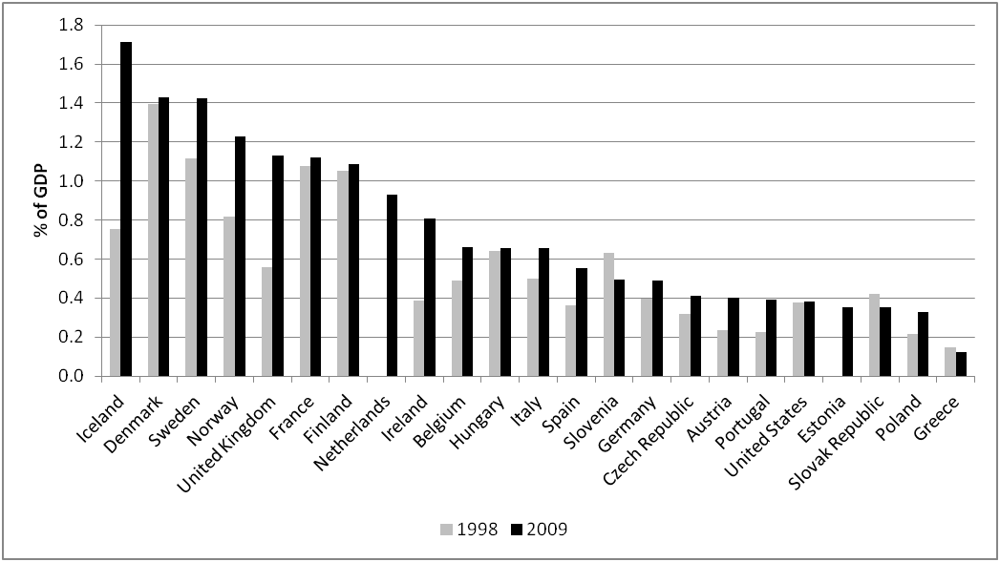 % of GDP
1.8
1.6
1.4
1.2
1.0
0.8
0.6
0.4
0.2
0.0
Iceland
Denmark
Sweden
Norway
United Kingdom
France
Finland
Netherlands
Ireland
Belgium
Hungary
Italy
Spain
Slovenia
Germany
Czech Republic
Austria
Portugal
United States
Estonia
Slovak Republic
Poland
Greece
1998 2009